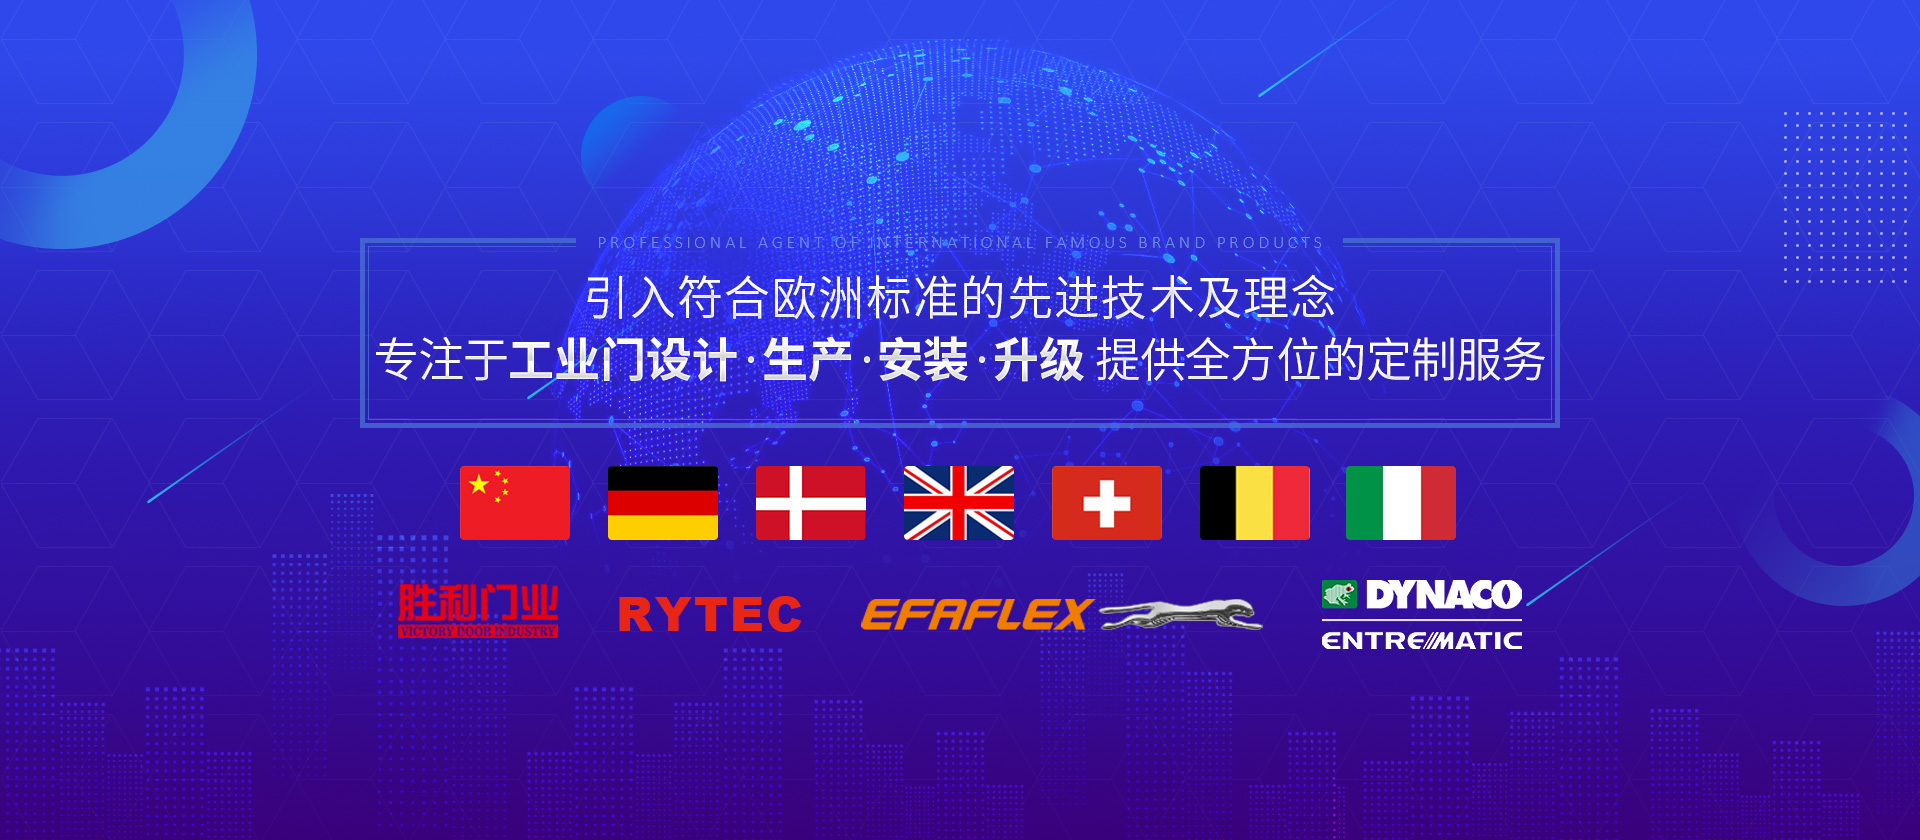 PROFESSIONAL AGENT OF INTERNATIONAL FAMOUS BRAND PRODUCTS
引入符合欧洲标准的先进技术及理念
专注于工业门设计·生产·安装·升级 提供全方位的定制服务
胜利门业
VICTORY DOOR INDUSTRY
RYTEC
EFAFLEX
DYNACO
ENTREMATIC